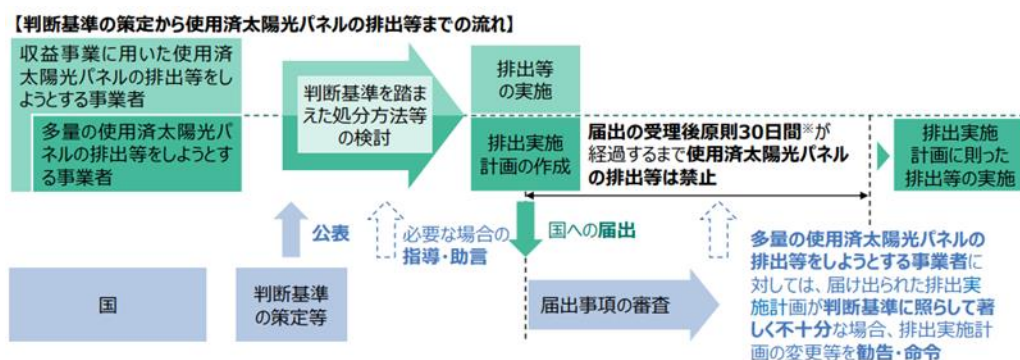 【判断基準の策定から使用済太陽光パネルの排出等までの流れ】
収益事業に用いた使用済
太陽光パネルの排出等をし
ようとする事業者
多量の使用済太陽光パ
ネルの排出等をしようとす
る事業者
判断基準を踏ま
えた処分方法等
の検討
排出等
の実施
排出実施
計画の作成
届出の受理後原則30日間※が
経過するまで使用済太陽光パネル
の排出等は禁止
排出実施
計画に則った
排出等の実施
公表
必要な場合の
指導・助言
国への届出
国
判断基準
の策定等
届出事項の審査
多量の使用済太陽光パネルの
排出等をしようとする事業者に
対しては、届け出られた排出実
施計画が判断基準に照らして著
しく不十分な場合、排出実施計
画の変更等を勧告・命令